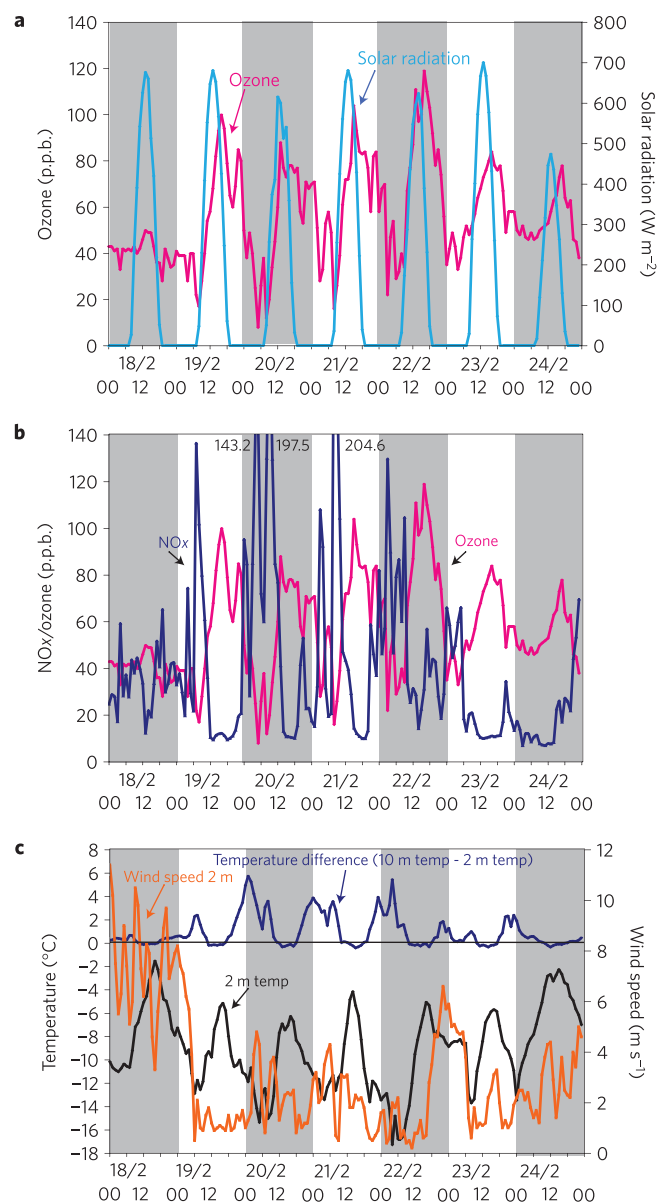 a
140
120
100
80
60
40
20
0
Ozone (p.p.b.)
Ozone
Solar radiation
800
700
600
500
400
300
200
100
0
Solar radiation (W m⁻²)
18/2 19/2 20/2 21/2 22/2 23/2 24/2
00 12 00 12 00 12 00 12 00 12 00 12 00 12 00
b
140
120
100
80
60
40
20
0
NOx/ozone (p.p.b.)
143.2 197.5 204.6
NOx
Ozone
18/2 19/2 20/2 21/2 22/2 23/2 24/2
00 12 00 12 00 12 00 12 00 12 00 12 00 12 00
c
8
6
4
2
0
−2
−4
−6
−8
−10
−12
−14
−16
−18
Temperature (°C)
Temperature difference (10 m temp - 2 m temp)
Wind speed 2 m
2 m temp
12
10
8
6
4
2
0
Wind speed (m s⁻¹)
18/2 19/2 20/2 21/2 22/2 23/2 24/2
00 12 00 12 00 12 00 12 00 12 00 12 00 12 00